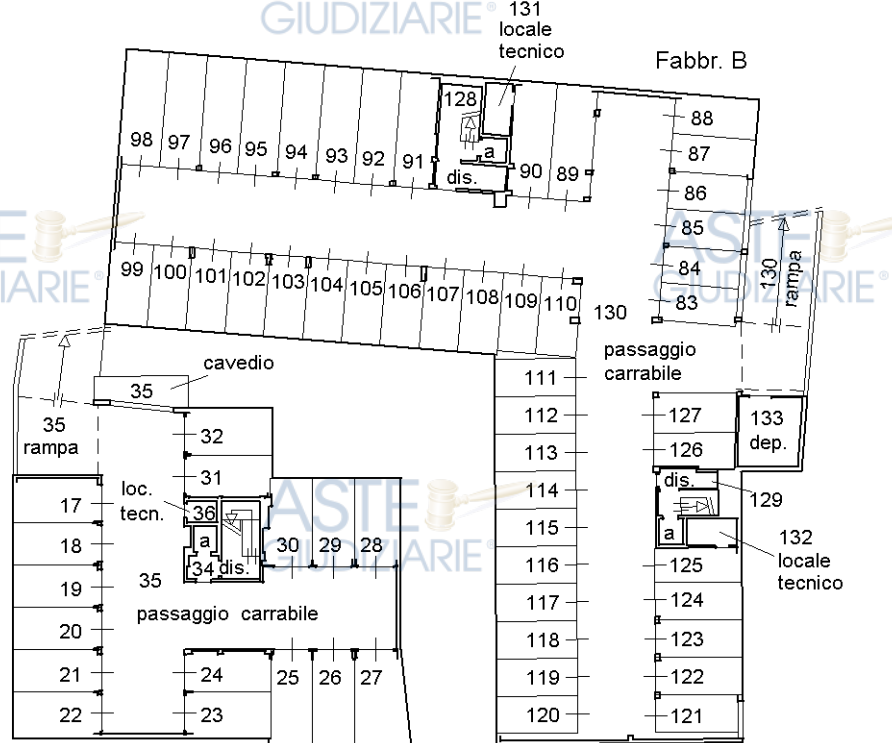 GIUDIZIARIE®
131
locale
tecnico
Fabbr. B
128
88
98
97
96
95
94
93
92
91
a
90
89
87
dis.
86
85
84
83
ASTE
GIUDIZIARIE®
E
IARIE®
130
rampa
99
100
101
102
103
104
105
106
107
108
109
110
130
passaggio
carrabile
cavedio
35
35
rampa
111
112
113
114
115
116
117
118
119
120
127
126
133
dep.
dis.
129
a
132
locale
tecnico
125
124
123
122
121
32
31
loc.
tecn.
36
a
34 dis.
ASTE
GIUDIZIARIE®
30
29
28
17
18
19
20
21
22
35
passaggio carrabile
24
23
25
26
27